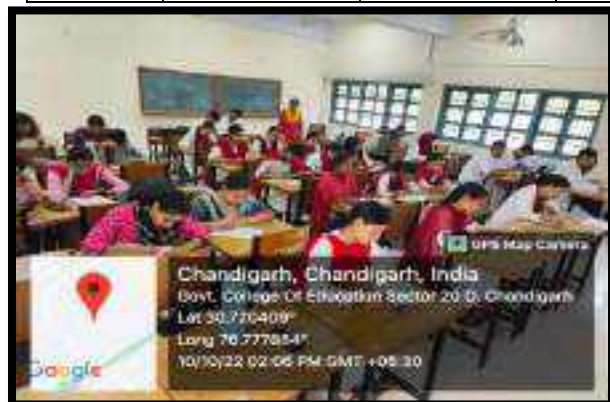 GPS Map Camera
Chandigarh, Chandigarh, India
Govt. College Of Education Sector 20 D, Chandigarh
Lat 30.770409°
Long 76.777854°
10/10/22 02:06 PM GMT +05:30
Google